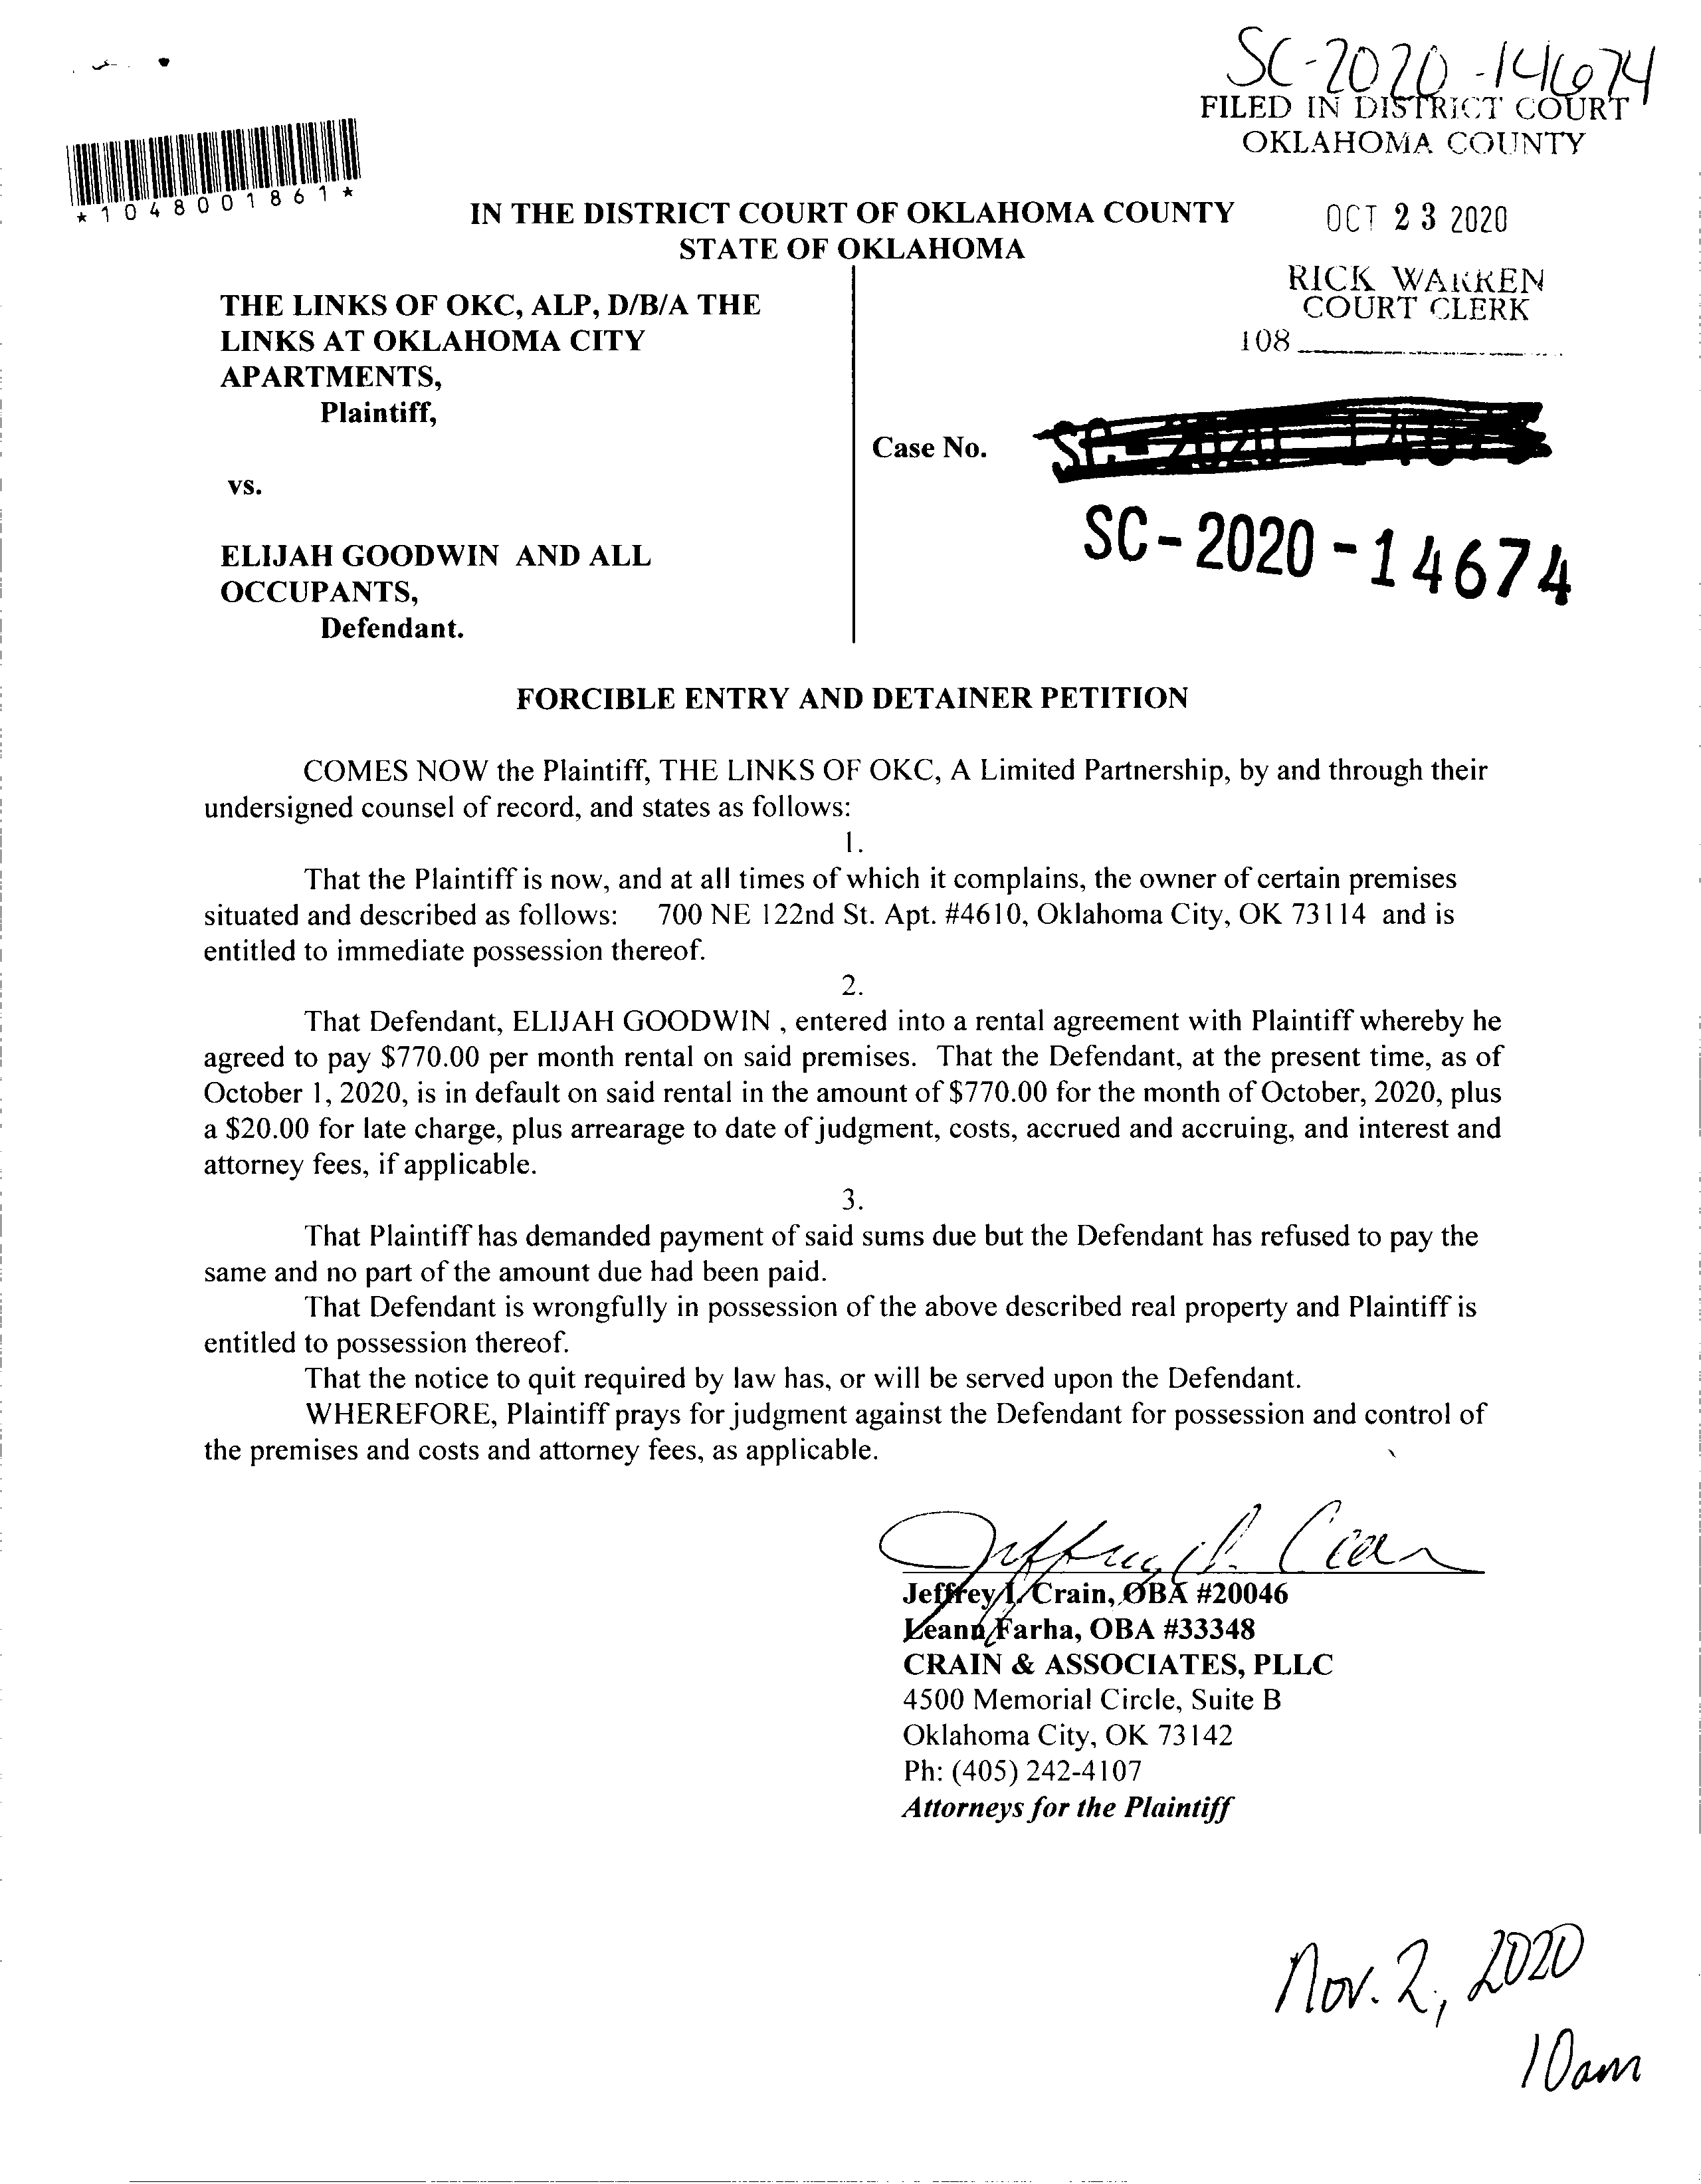 SC-2020-14674
FILED IN DISTRICT COURT
OKLAHOMA COUNTY
*1048001861*
IN THE DISTRICT COURT OF OKLAHOMA COUNTY
STATE OF OKLAHOMA
OCT 23 2020
RICK WARREN
COURT CLERK
108
THE LINKS OF OKC, ALP, D/B/A THE
LINKS AT OKLAHOMA CITY
APARTMENTS,
Plaintiff,
Case No.
vs.
SC-2020-14674
ELIJAH GOODWIN AND ALL
OCCUPANTS,
Defendant.
FORCIBLE ENTRY AND DETAINER PETITION
COMES NOW the Plaintiff, THE LINKS OF OKC, A Limited Partnership, by and through their
undersigned counsel of record, and states as follows:
1.
That the Plaintiff is now, and at all times of which it complains, the owner of certain premises
situated and described as follows: 700 NE 122nd St. Apt. #4610, Oklahoma City, OK 73114 and is
entitled to immediate possession thereof.
2.
That Defendant, ELIJAH GOODWIN , entered into a rental agreement with Plaintiff whereby he
agreed to pay $770.00 per month rental on said premises. That the Defendant, at the present time, as of
October 1, 2020, is in default on said rental in the amount of $770.00 for the month of October, 2020, plus
a $20.00 for late charge, plus arrearage to date of judgment, costs, accrued and accruing, and interest and
attorney fees, if applicable.
3.
That Plaintiff has demanded payment of said sums due but the Defendant has refused to pay the
same and no part of the amount due had been paid.
That Defendant is wrongfully in possession of the above described real property and Plaintiff is
entitled to possession thereof.
That the notice to quit required by law has, or will be served upon the Defendant.
WHEREFORE, Plaintiff prays for judgment against the Defendant for possession and control of
the premises and costs and attorney fees, as applicable.
Jeffrey I. Crain, OBA #20046
Leann Farha, OBA #33348
CRAIN & ASSOCIATES, PLLC
4500 Memorial Circle, Suite B
Oklahoma City, OK 73142
Ph: (405) 242-4107
Attorneys for the Plaintiff
Nov. 2, 2020
10am